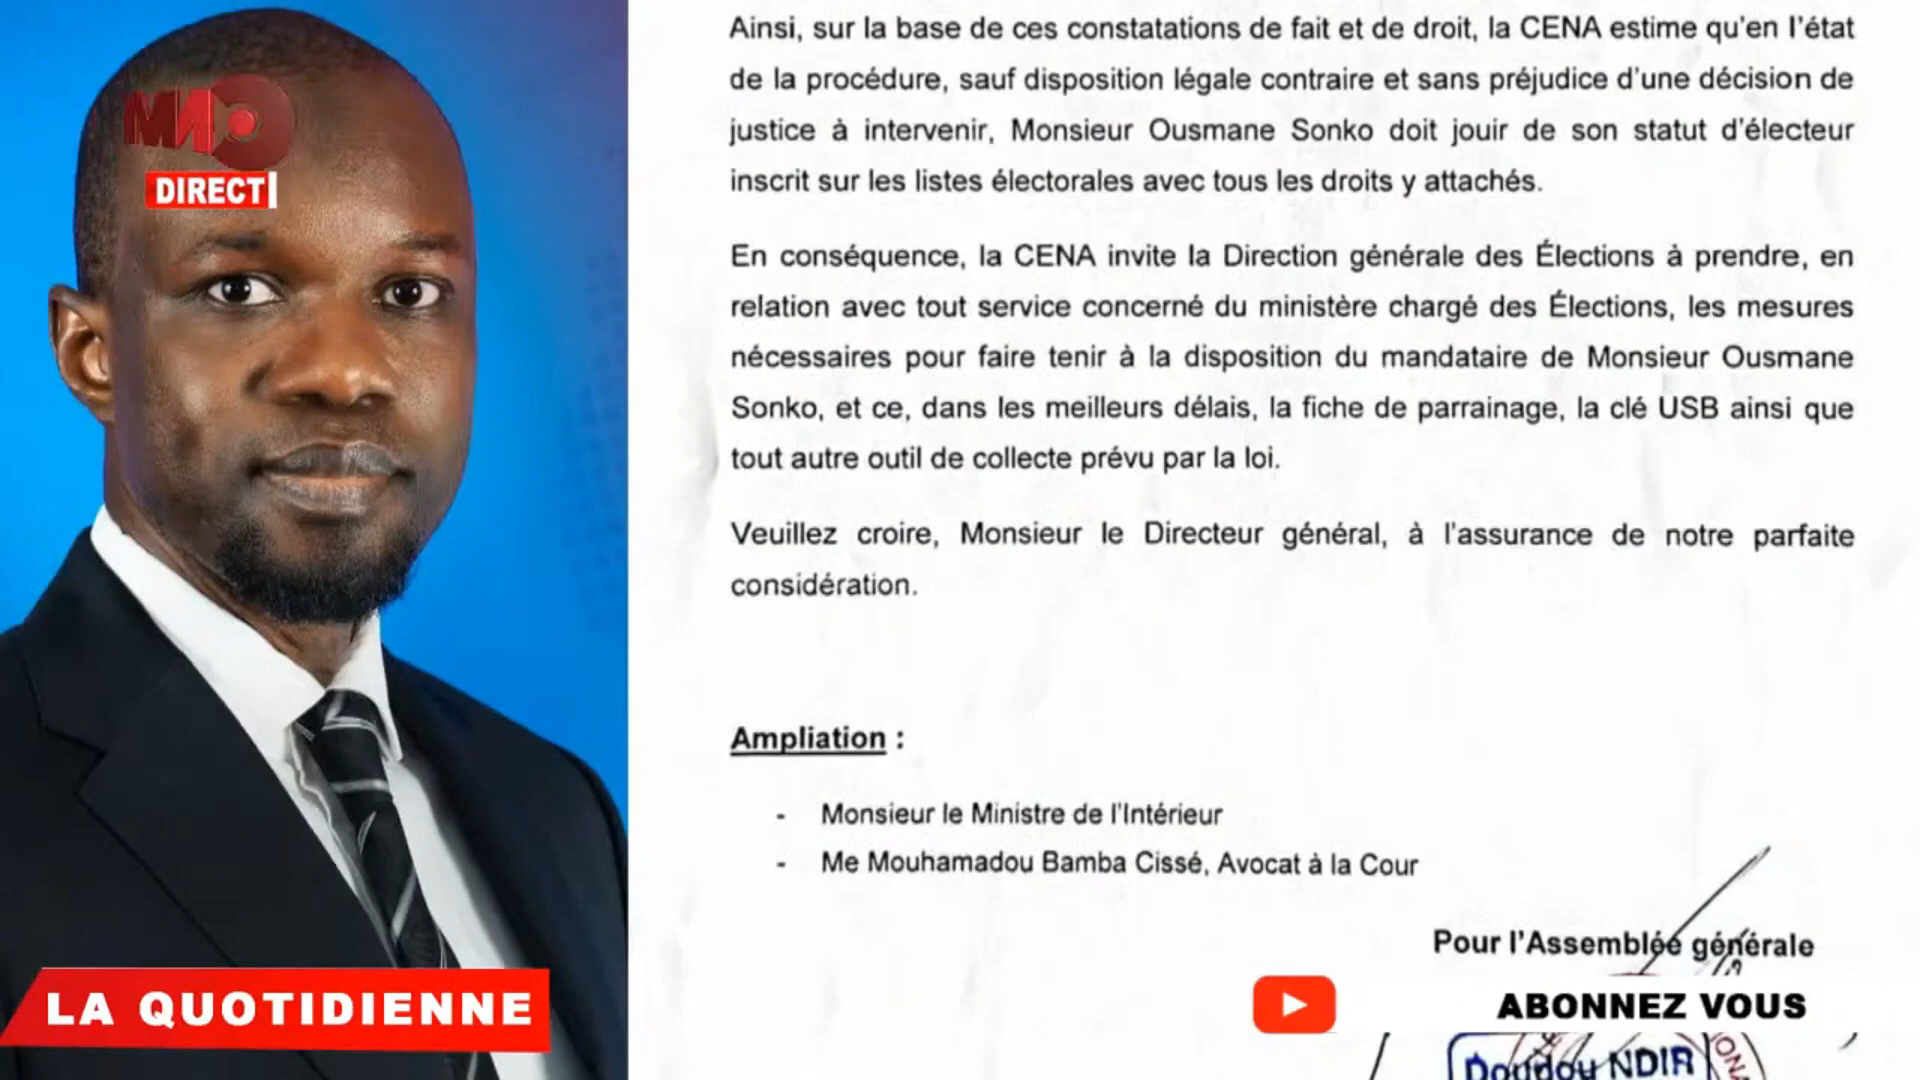 Ainsi, sur la base de ces constatations de fait et de droit, la CENA estime qu'en l'état
de la procédure, sauf disposition légale contraire et sans préjudice d'une décision de
justice à intervenir, Monsieur Ousmane Sonko doit jouir de son statut d'électeur
inscrit sur les listes électorales avec tous les droits y attachés.
En conséquence, la CENA invite la Direction générale des Élections à prendre, en
relation avec tout service concerné du ministère chargé des Élections, les mesures
nécessaires pour faire tenir à la disposition du mandataire de Monsieur Ousmane
Sonko, et ce, dans les meilleurs délais, la fiche de parrainage, la clé USB ainsi que
tout autre outil de collecte prévu par la loi.
Veuillez croire, Monsieur le Directeur général, à l'assurance de notre parfaite
considération.
Ampliation :
- Monsieur le Ministre de l'Intérieur
- Me Mouhamadou Bamba Cissé, Avocat à la Cour
Pour l'Assemblée générale
Doudou NDIR
DIRECT
LA QUOTIDIENNE
ABONNEZ VOUS